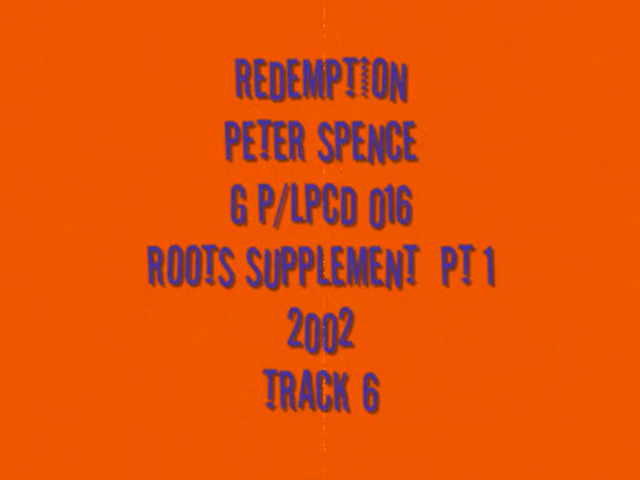 REDEMPTION
PETER SPENCE
G P/LPCD 016
ROOTS SUPPLEMENT PT 1
2002
TRACK 6